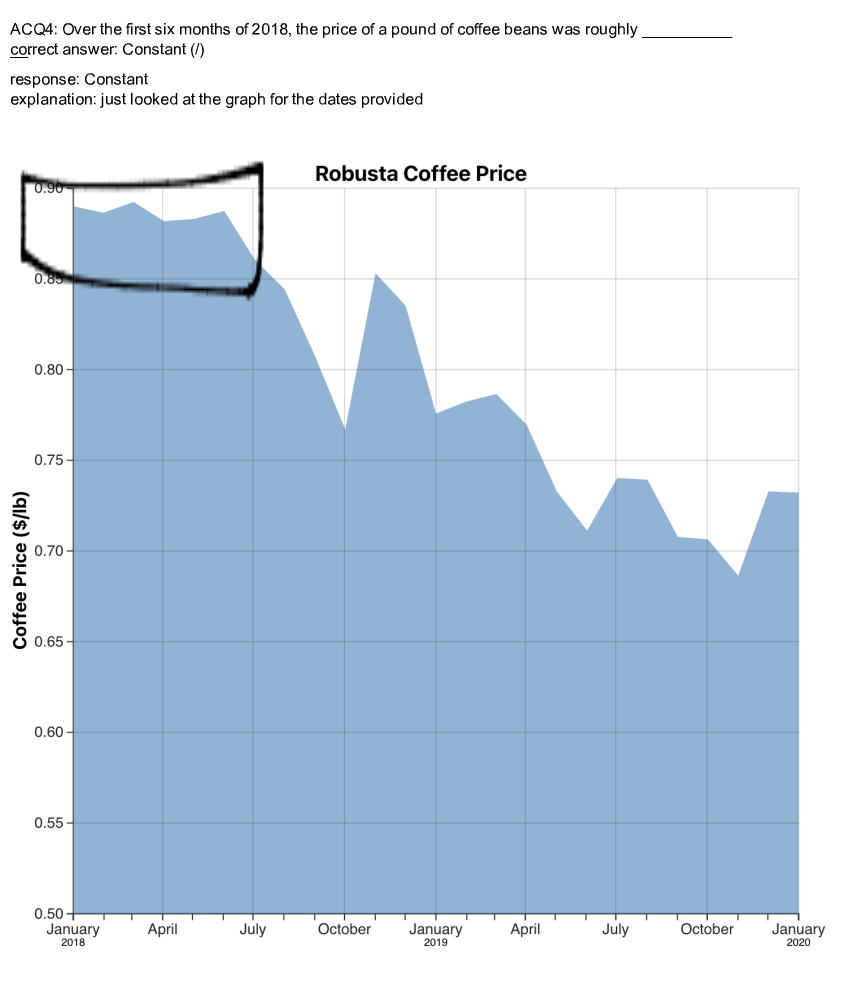 ACQ4: Over the first six months of 2018, the price of a pound of coffee beans was roughly ___________
correct answer: Constant (/)
response: Constant
explanation: just looked at the graph for the dates provided
Robusta Coffee Price
0.90
0.85
0.80
0.75
0.70
0.65
0.60
0.55
0.50
Coffee Price ($/lb)
January April July October January April July October January
2018 2019 2020